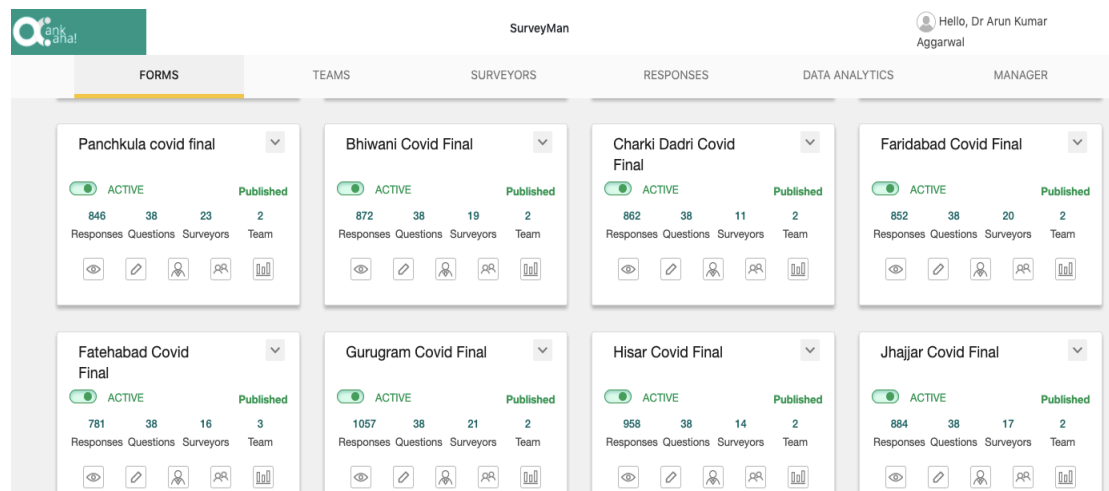 ankana!
SurveyMan
Hello, Dr Arun Kumar
Aggarwal
FORMS TEAMS SURVEYORS RESPONSES DATA ANALYTICS MANAGER
Panchkula covid final
ACTIVE Published
846 38 23 2
Responses Questions Surveyors Team
Bhiwani Covid Final
ACTIVE Published
872 38 19 2
Responses Questions Surveyors Team
Charki Dadri Covid
Final
ACTIVE Published
862 38 11 2
Responses Questions Surveyors Team
Faridabad Covid Final
ACTIVE Published
852 38 20 2
Responses Questions Surveyors Team
Fatehabad Covid
Final
ACTIVE Published
781 38 16 3
Responses Questions Surveyors Team
Gurugram Covid Final
ACTIVE Published
1057 38 21 2
Responses Questions Surveyors Team
Hisar Covid Final
ACTIVE Published
958 38 14 2
Responses Questions Surveyors Team
Jhajjar Covid Final
ACTIVE Published
884 38 17 2
Responses Questions Surveyors Team